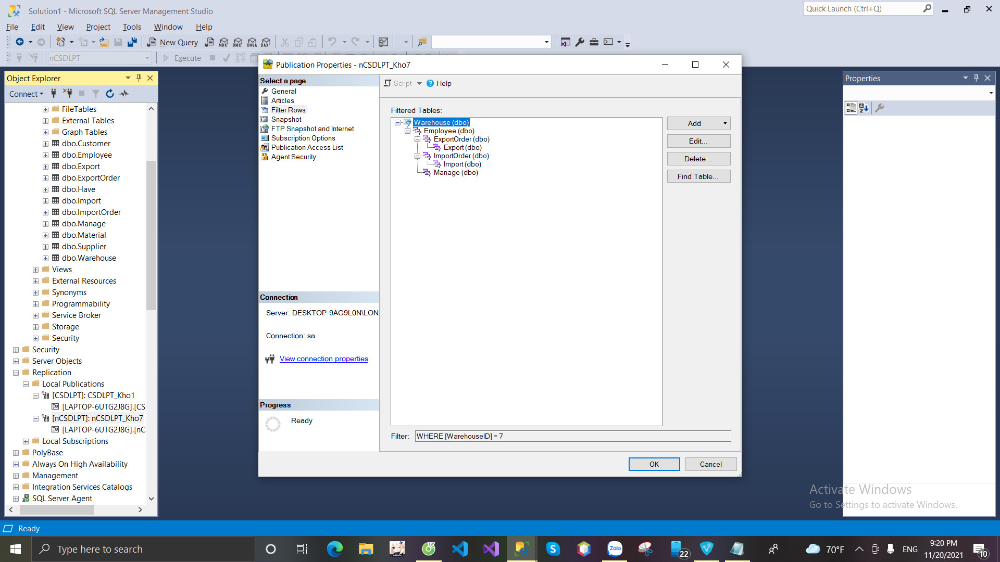 Solution1 - Microsoft SQL Server Management Studio
Quick Launch (Ctrl+Q)
File Edit View Project Tools Window Help
New Query
MDX DMX XMLA DAX
nCSDLPT
Execute
Object Explorer
Connect
FileTables
External Tables
Graph Tables
dbo.Customer
dbo.Employee
dbo.Export
dbo.ExportOrder
dbo.Have
dbo.Import
dbo.ImportOrder
dbo.Manage
dbo.Material
dbo.Supplier
dbo.Warehouse
Views
External Resources
Synonyms
Programmability
Service Broker
Storage
Security
Security
Server Objects
Replication
Local Publications
[CSDLPT]: CSDLPT_Kho1
[LAPTOP-6UTG2J8G].[CS
[nCSDLPT]: nCSDLPT_Kho7
[LAPTOP-6UTG2J8G].[nC
Local Subscriptions
PolyBase
Always On High Availability
Management
Integration Services Catalogs
SQL Server Agent
Publication Properties - nCSDLPT_Kho7
Select a page
General
Articles
Filter Rows
Snapshot
FTP Snapshot and Internet
Subscription Options
Publication Access List
Agent Security
Connection
Server: DESKTOP-9AG9L0N\LON
Connection: sa
View connection properties
Progress
Ready
Script
Help
Filtered Tables:
Warehouse (dbo)
Employee (dbo)
ExportOrder (dbo)
Export (dbo)
ImportOrder (dbo)
Import (dbo)
Manage (dbo)
Add
Edit...
Delete...
Find Table...
Filter: WHERE [WarehouseID] = 7
OK
Cancel
Properties
Activate Windows
Go to Settings to activate Windows.
Ready
Type here to search
Zalo
22
70°F
ENG
9:20 PM
11/20/2021
10